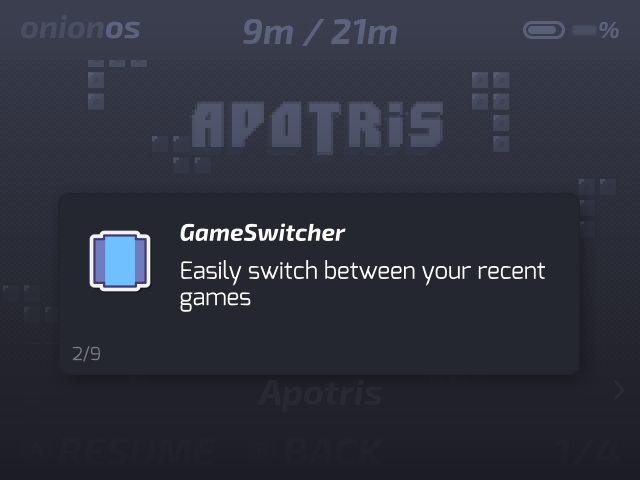 onionos
9m / 21m
%
APOTRiS
GameSwitcher
Easily switch between your recent
games
2/9
Apotris
RESUME
BACK
1/4